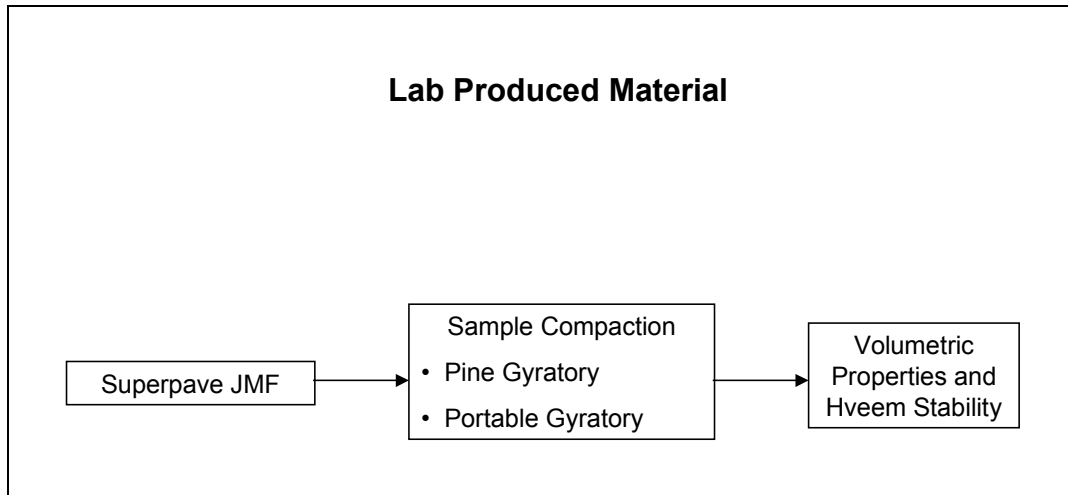 Lab Produced Material
Superpave JMF
Sample Compaction
• Pine Gyratory
• Portable Gyratory
Volumetric
Properties and
Hveem Stability